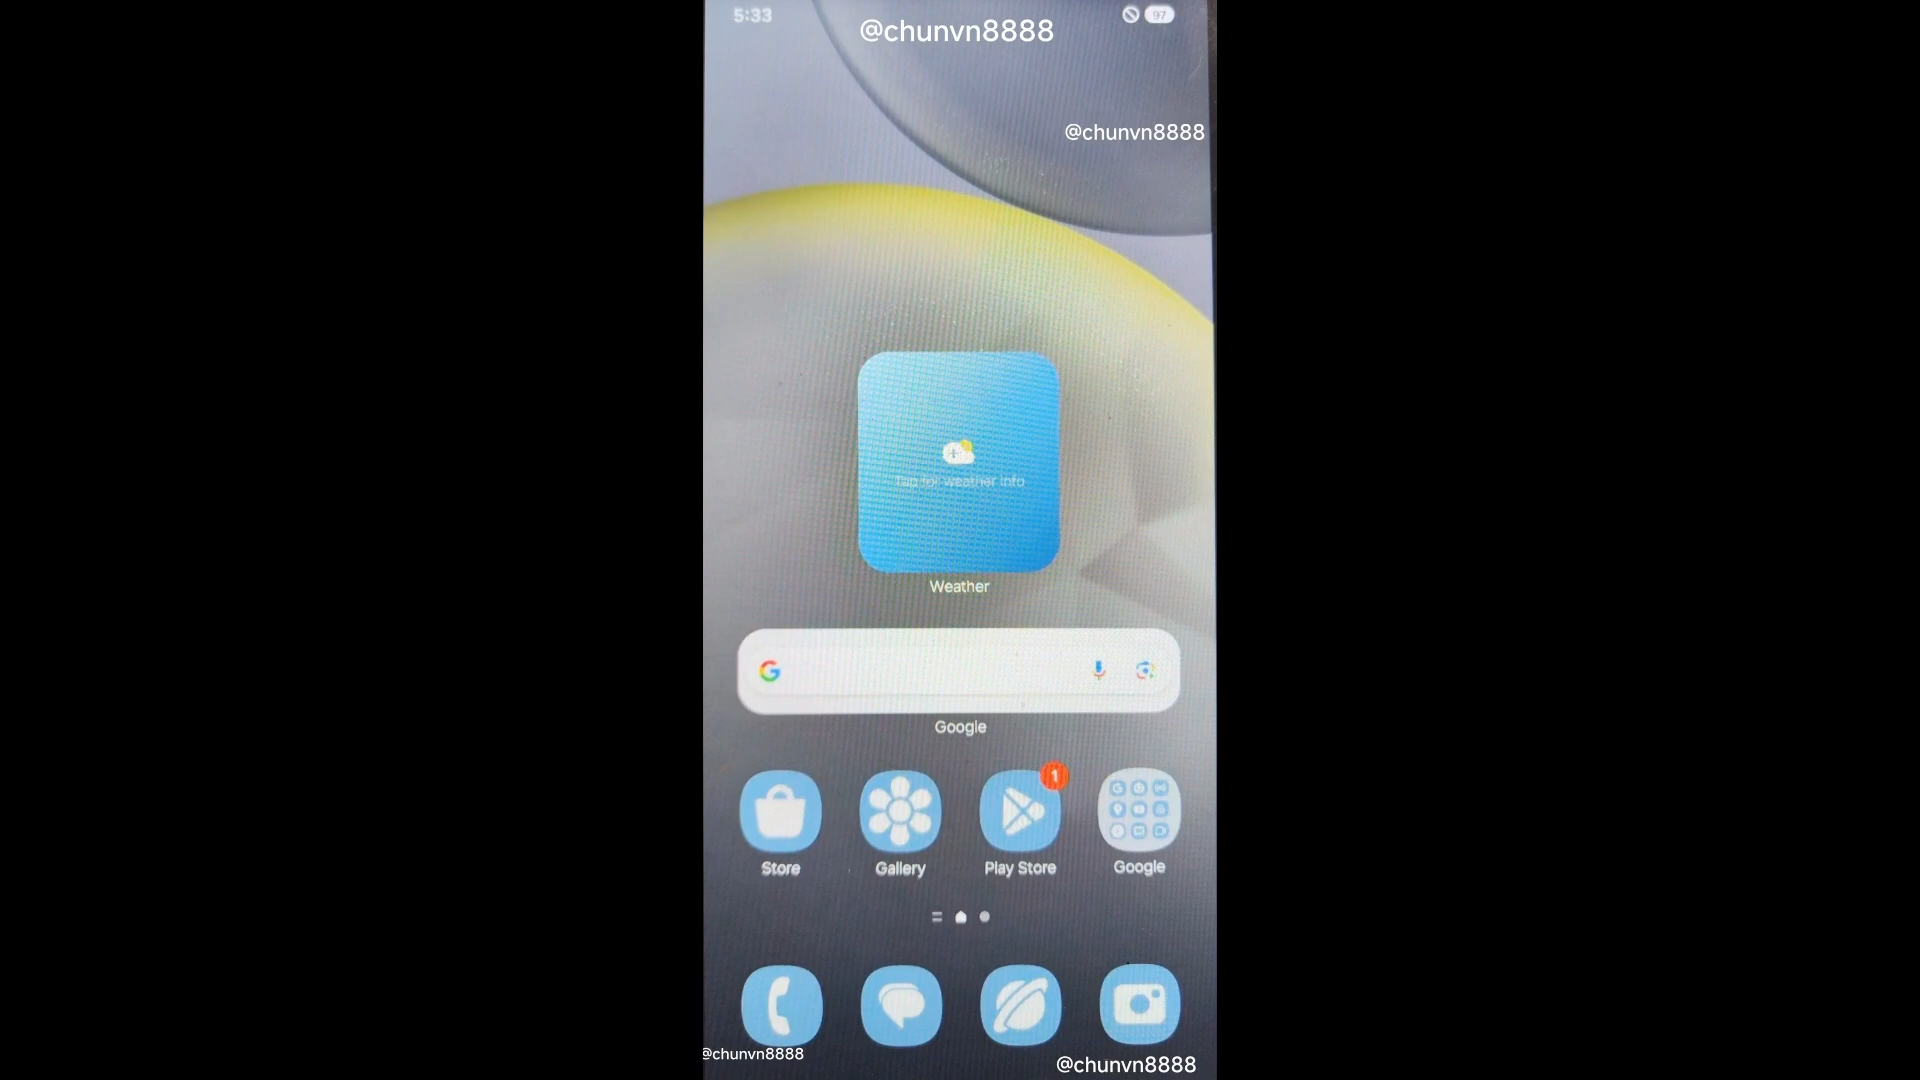 5:33
97
@chunvn8888
@chunvn8888
Tap for weather info
Weather
Google
1
Store
Gallery
Play Store
Google
@chunvn8888
@chunvn8888